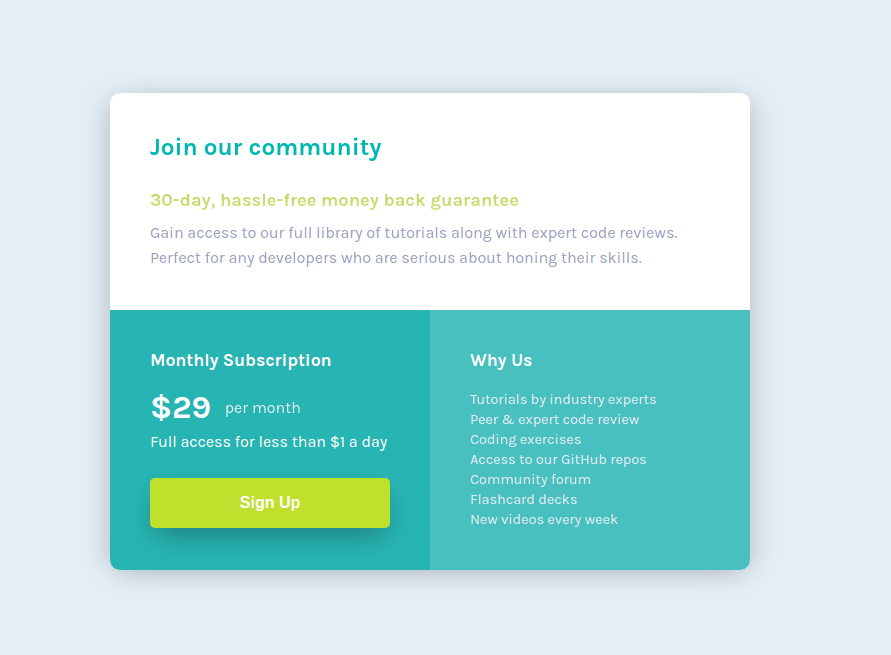 Join our community
30-day, hassle-free money back guarantee
Gain access to our full library of tutorials along with expert code reviews.
Perfect for any developers who are serious about honing their skills.
Monthly Subscription
$29 per month
Full access for less than $1 a day
Sign Up
Why Us
Tutorials by industry experts
Peer & expert code review
Coding exercises
Access to our GitHub repos
Community forum
Flashcard decks
New videos every week